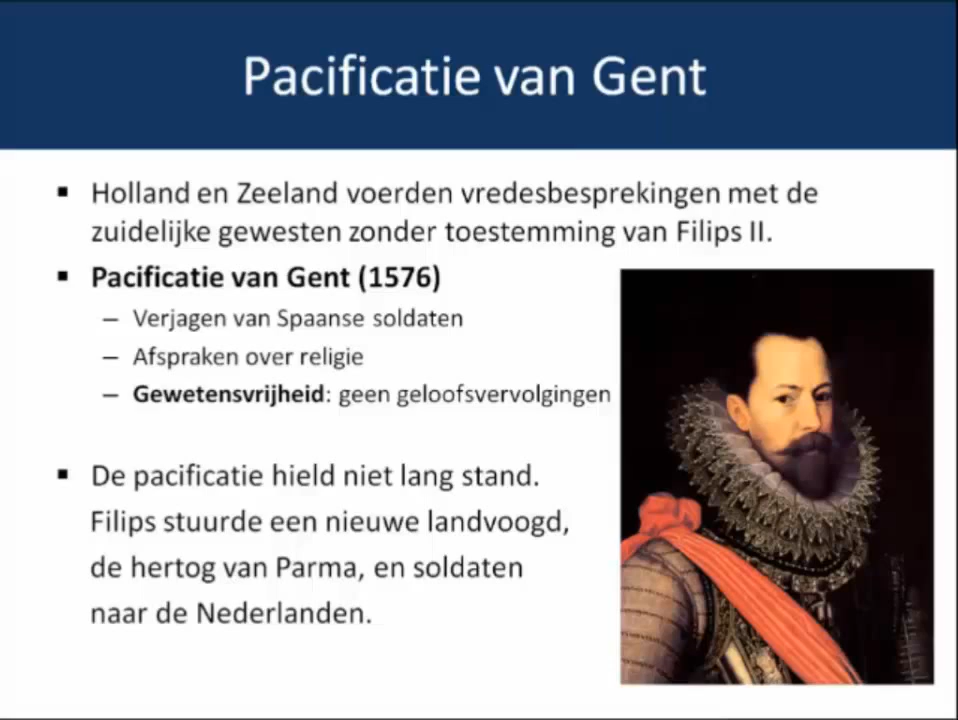 Pacificatie van Gent
▪ Holland en Zeeland voerden vredesbesprekingen met de
zuidelijke gewesten zonder toestemming van Filips II.
▪ Pacificatie van Gent (1576)
– Verjagen van Spaanse soldaten
– Afspraken over religie
– Gewetensvrijheid: geen geloofsvervolgingen
▪ De pacificatie hield niet lang stand.
Filips stuurde een nieuwe landvoogd,
de hertog van Parma, en soldaten
naar de Nederlanden.